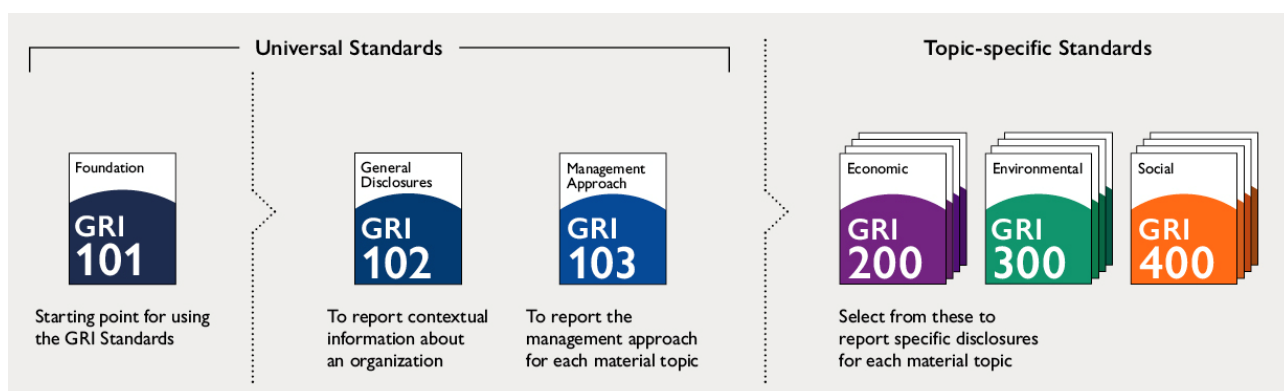 Universal Standards
Topic-specific Standards
Foundation
GRI
101
Starting point for using
the GRI Standards
General
Disclosures
GRI
102
To report contextual
information about
an organization
Management
Approach
GRI
103
To report the
management approach
for each material topic
Economic
GRI
200
Environmental
GRI
300
Social
GRI
400
Select from these to
report specific disclosures
for each material topic